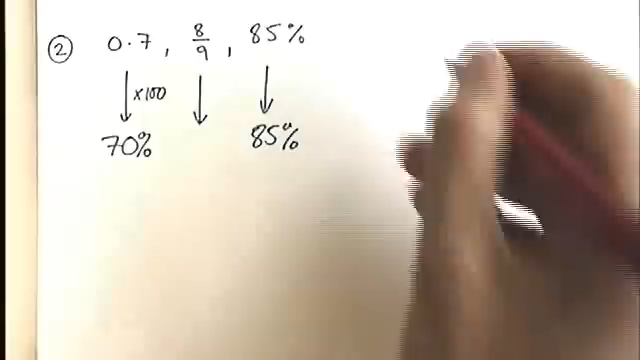 ② 0.7, 8/9, 85%
×100
70% 85%